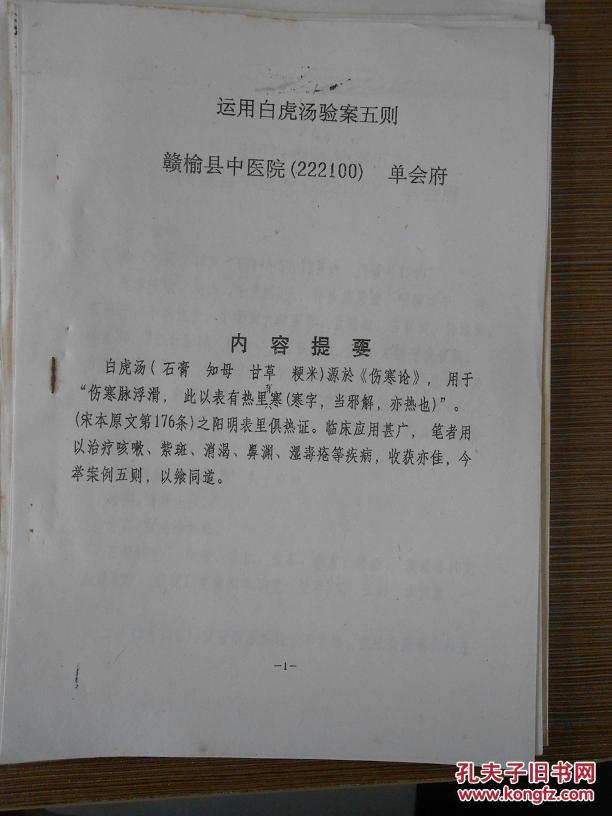 运用白虎汤验案五则
赣榆县中医院(222100) 单会府
内容提要
白虎汤(石膏 知母 甘草 粳米)源於《伤寒论》,用于
“伤寒脉浮滑,此以表有热里有寒(寒字,当邪解,亦热也)”。
(宋本原文第176条)之阳明表里俱热证。临床应用甚广,笔者用
以治疗咳嗽、紫斑、消渴、鼻渊、湿毒疮等疾病,收获亦佳,今
举案例五则,以飨同道。
-1-
孔夫子旧书网
www.kongfz.com